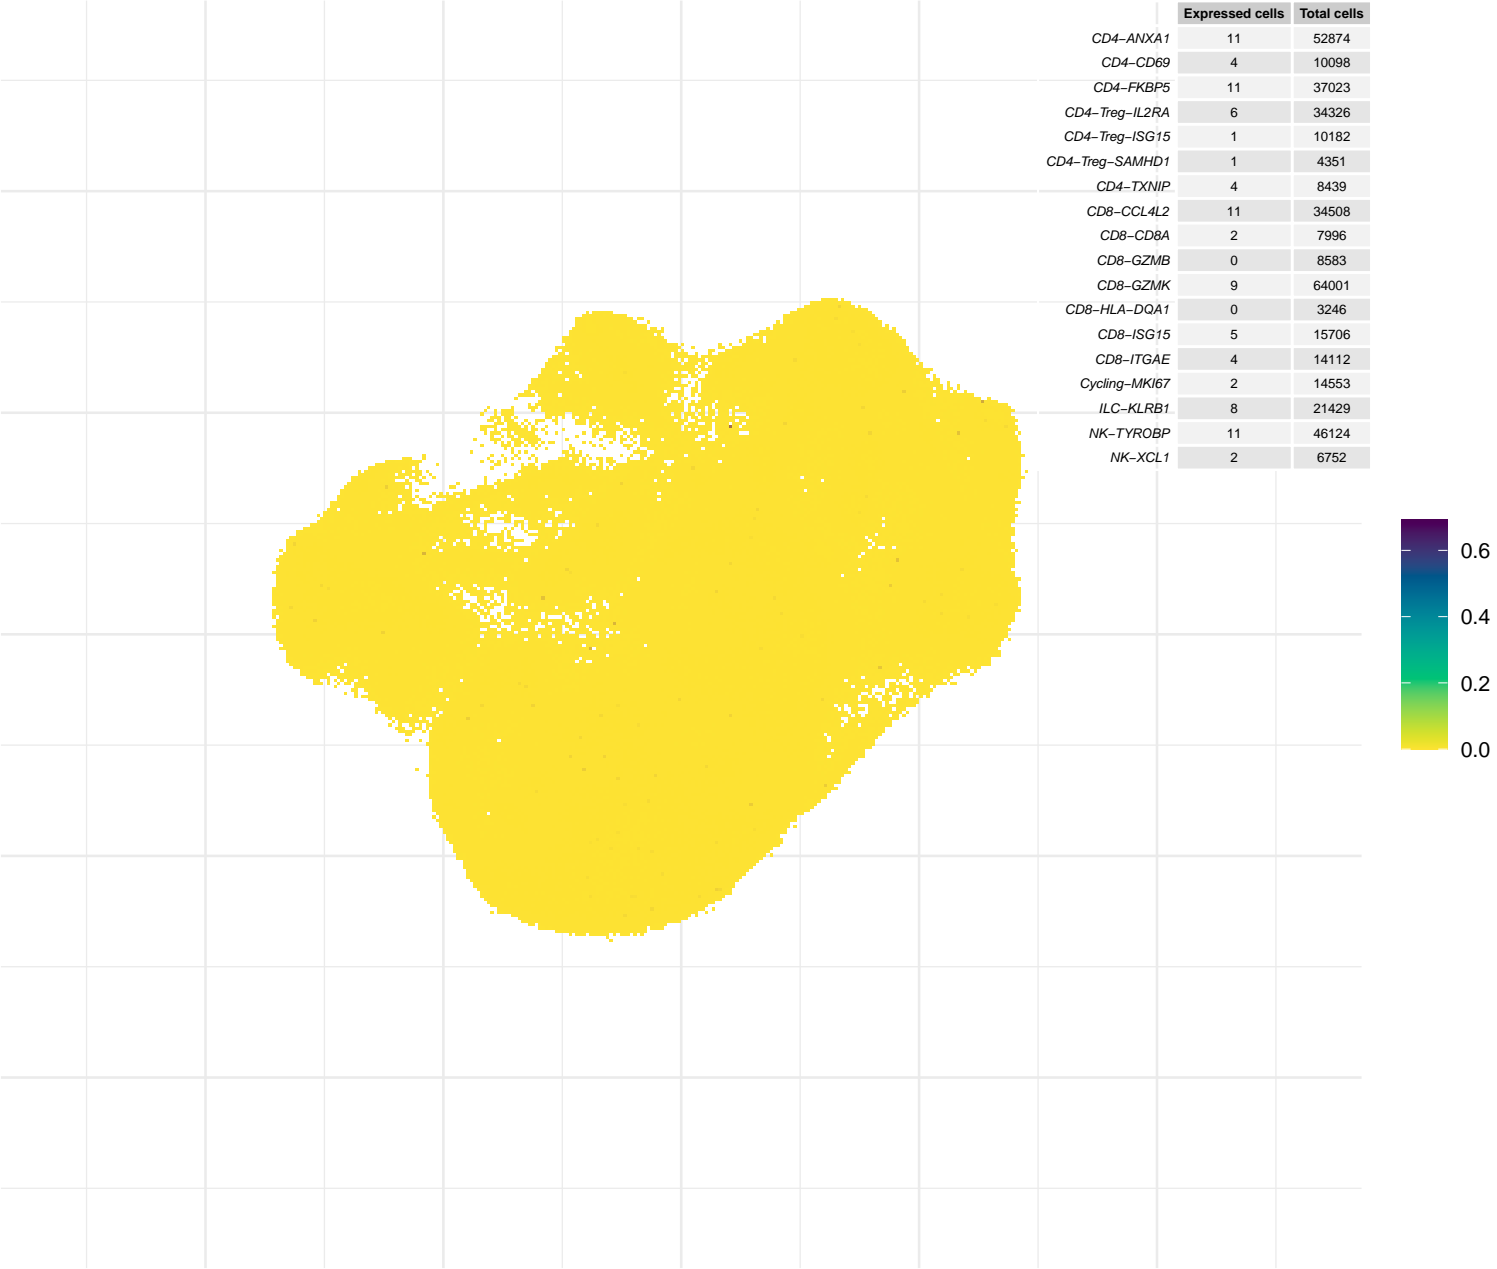 Expressed cells Total cells
CD4−ANXA1 11 52874
CD4−CD69 4 10098
CD4−FKBP5 11 37023
CD4−Treg−IL2RA 6 34326
CD4−Treg−ISG15 1 10182
CD4−Treg−SAMHD1 1 4351
CD4−TXNIP 4 8439
CD8−CCL4L2 11 34508
CD8−CD8A 2 7996
CD8−GZMB 0 8583
CD8−GZMK 9 64001
CD8−HLA−DQA1 0 3246
CD8−ISG15 5 15706
CD8−ITGAE 4 14112
Cycling−MKI67 2 14553
ILC−KLRB1 8 21429
NK−TYROBP 11 46124
NK−XCL1 2 6752
0.6
0.4
0.2
0.0